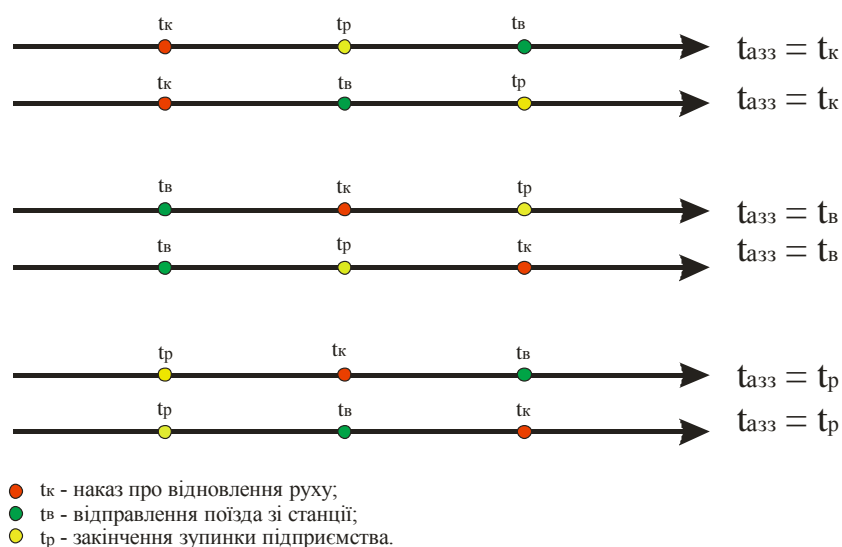 tк tр tв
tазз = tк
tк tв tр
tазз = tк
tв tк tр
tазз = tв
tв tр tк
tазз = tв
tр tк tв
tазз = tр
tр tв tк
tазз = tр
tк - наказ про відновлення руху;
tв - відправлення поїзда зі станції;
tр - закінчення зупинки підприємства.